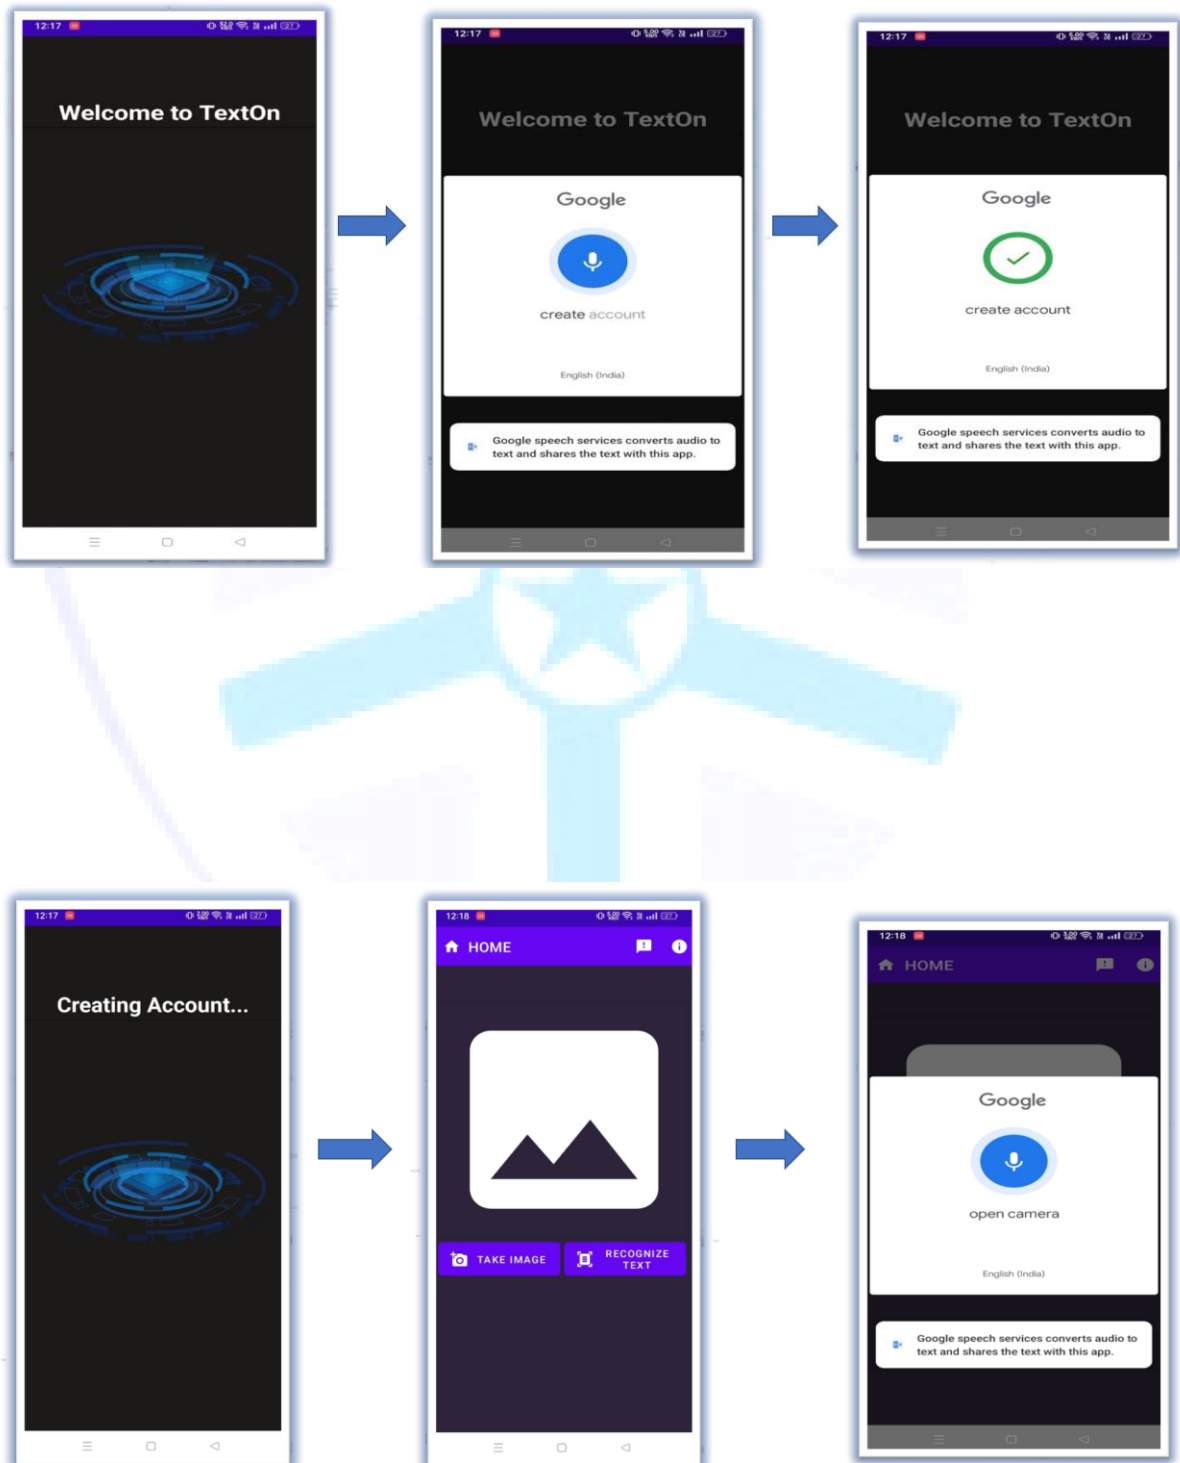 12:17
Welcome to TextOn
12:17
Welcome to TextOn
Google
create account
English (India)
Google speech services converts audio to
text and shares the text with this app.
12:17
Welcome to TextOn
Google
create account
English (India)
Google speech services converts audio to
text and shares the text with this app.
12:17
Creating Account...
12:18
HOME
TAKE IMAGE
RECOGNIZE
TEXT
12:18
HOME
Google
open camera
English (India)
Google speech services converts audio to
text and shares the text with this app.